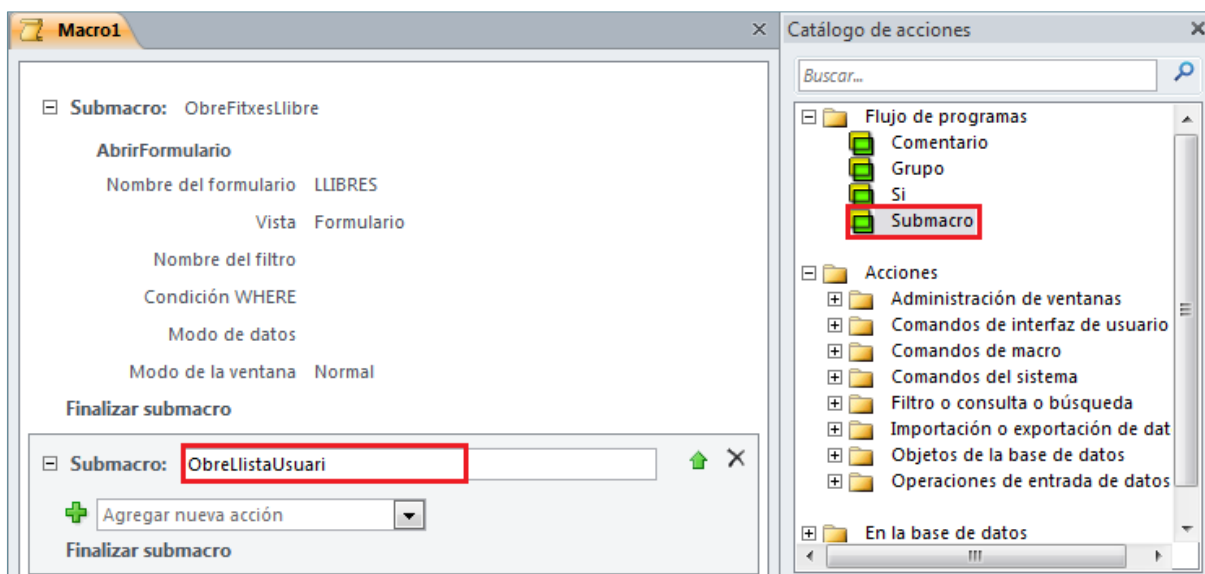 Macro1
Submacro: ObreFitxesLlibre
AbrirFormulario
Nombre del formulario LLIBRES
Vista Formulario
Nombre del filtro
Condición WHERE
Modo de datos
Modo de la ventana Normal
Finalizar submacro
Submacro: ObreLlistaUsuari
Agregar nueva acción
Finalizar submacro
Catálogo de acciones
Buscar...
Flujo de programas
Comentario
Grupo
Si
Submacro
Acciones
Administración de ventanas
Comandos de interfaz de usuario
Comandos de macro
Comandos del sistema
Filtro o consulta o búsqueda
Importación o exportación de dat
Objetos de la base de datos
Operaciones de entrada de datos
En la base de datos